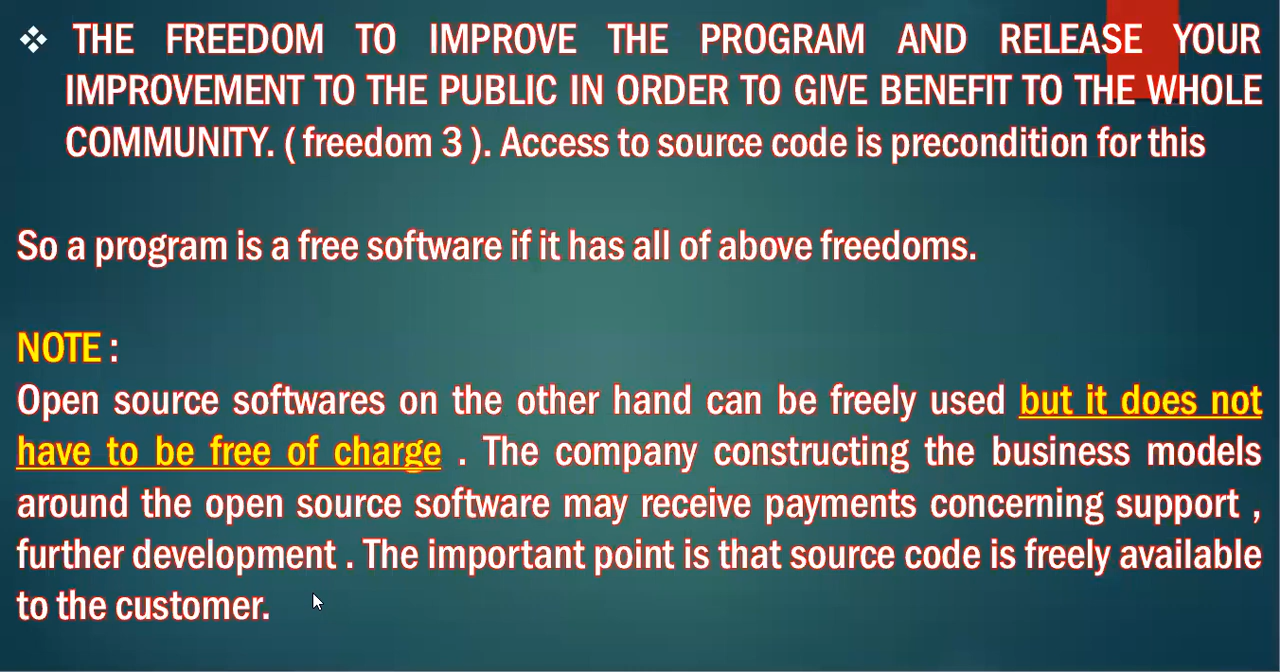 ❖ THE FREEDOM TO IMPROVE THE PROGRAM AND RELEASE YOUR
IMPROVEMENT TO THE PUBLIC IN ORDER TO GIVE BENEFIT TO THE WHOLE
COMMUNITY. ( freedom 3 ). Access to source code is precondition for this
So a program is a free software if it has all of above freedoms.
NOTE :
Open source softwares on the other hand can be freely used but it does not
have to be free of charge . The company constructing the business models
around the open source software may receive payments concerning support ,
further development . The important point is that source code is freely available
to the customer.